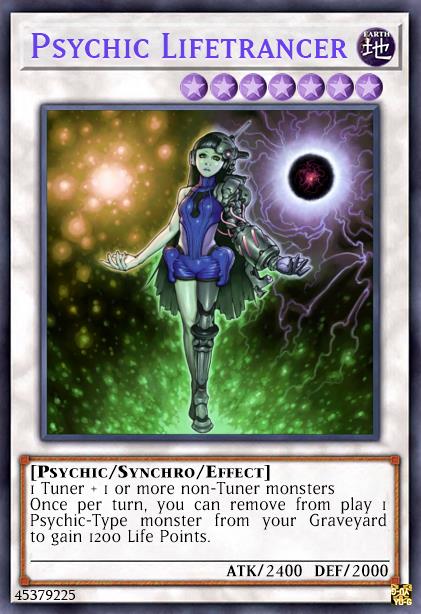 Psychic Lifetrancer
EARTH
地
[Psychic/Synchro/Effect]
1 Tuner + 1 or more non-Tuner monsters
Once per turn, you can remove from play 1
Psychic-Type monster from your Graveyard
to gain 1200 Life Points.
ATK/2400 DEF/2000
45379225